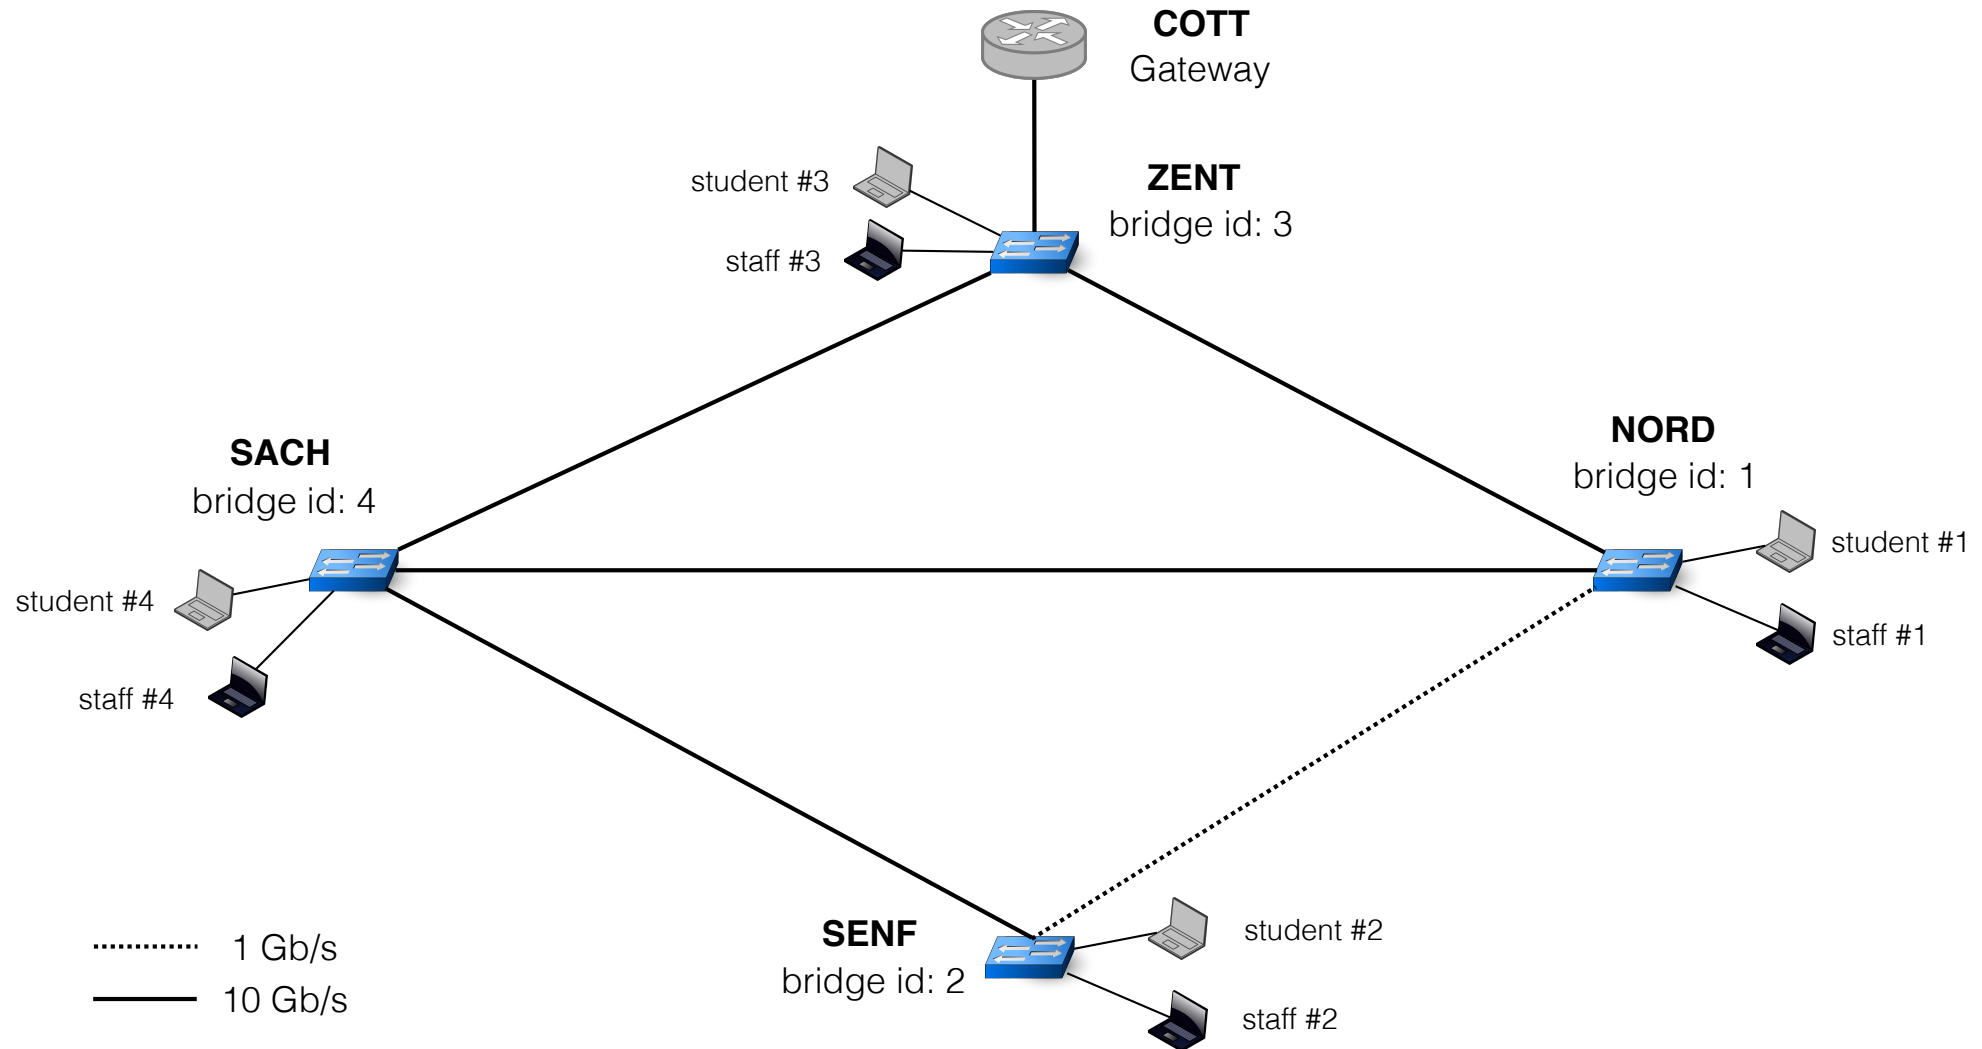 COTT
Gateway
student #3
ZENT
bridge id: 3
staff #3
NORD
bridge id: 1
SACH
bridge id: 4
student #1
student #4
staff #1
staff #4
SENF
bridge id: 2
student #2
staff #2
1 Gb/s
10 Gb/s